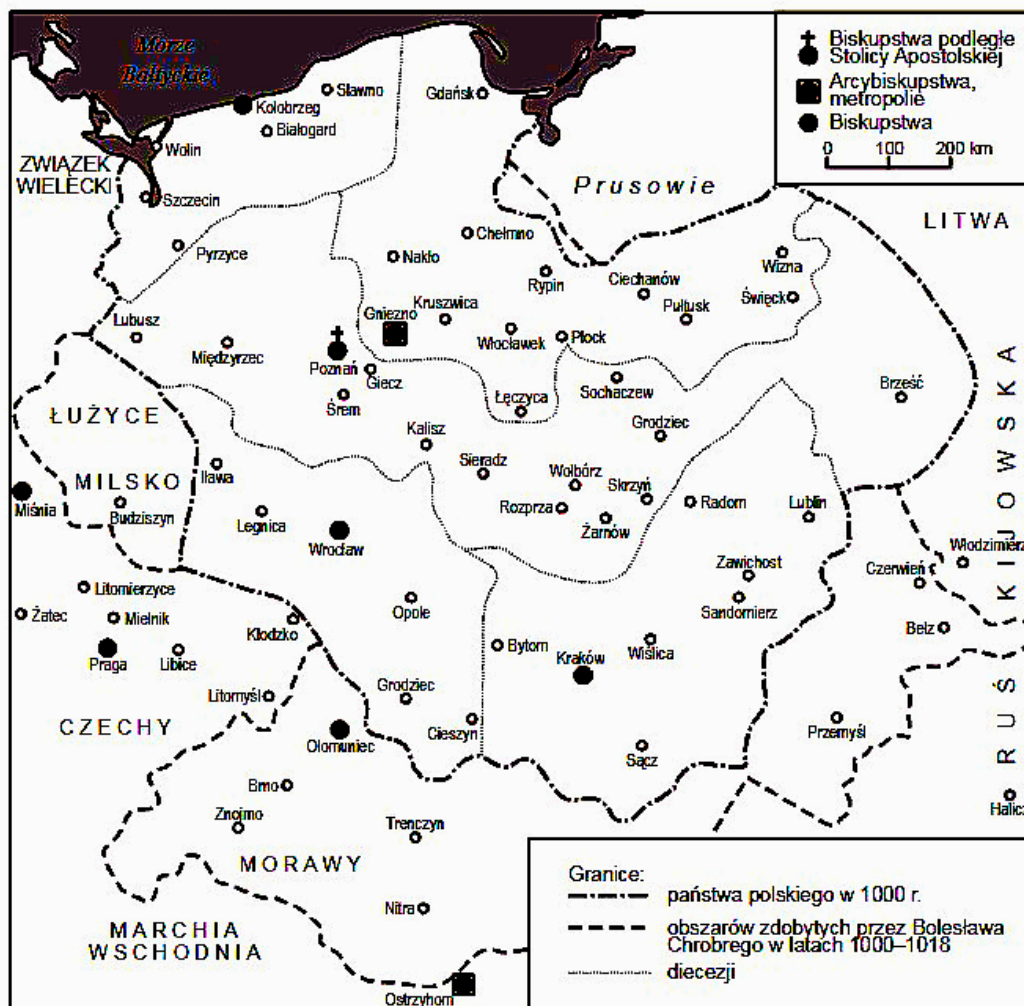 Morze
Bałtyckie
Biskupstwa podległe
Stolicy Apostolskiej
Arcybiskupstwa,
metropolie
Biskupstwa
0 100 200 km
Sławno
Gdańsk
Kołobrzeg
Białogard
Wolin
ZWIĄZEK
WIELECKI
Szczecin
Prusowie
LITWA
Pyrzyce
Chełmno
Nakło
Rypin
Ciechanów
Wizna
Święck
Pułtusk
Lubusz
Międzyrzec
Gniezno
Kruszwica
Włocławek
Płock
Poznań
Giecz
Śrem
Łęczyca
Sochaczew
Brześć
ŁUŻYCE
Kalisz
Grodziec
Sieradz
Iława
MILSKO
Miśnia
Budziszyn
Legnica
Wrocław
Wolbórz
Skrzyń
Rozprza
Żarnów
Radom
Lublin
Włodzimierz
Czerwień
Zawichost
Sandomierz
Litomierzyce
Żatec
Mielnik
Praga
Libice
Kłodzko
Opole
Bytom
Kraków
Wiślica
Bełz
RUŚ KIJOWSKA
Litomyśl
Grodziec
Cieszyn
CZECHY
Ołomuniec
Sącz
Przemyśl
Halicz
Brno
Znojmo
Trenczyn
MORAWY
Nitra
MARCHIA
WSCHODNIA
Ostrzyhom
Granice:
państwa polskiego w 1000 r.
obszarów zdobytych przez Bolesława
Chrobrego w latach 1000–1018
diecezji